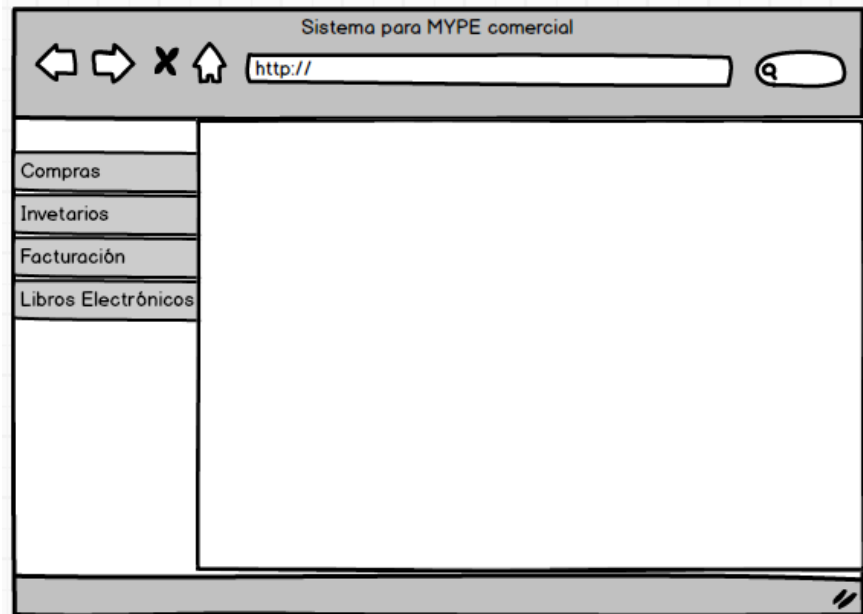 Sistema para MYPE comercial
http://
Compras
Invetarios
Facturación
Libros Electrónicos